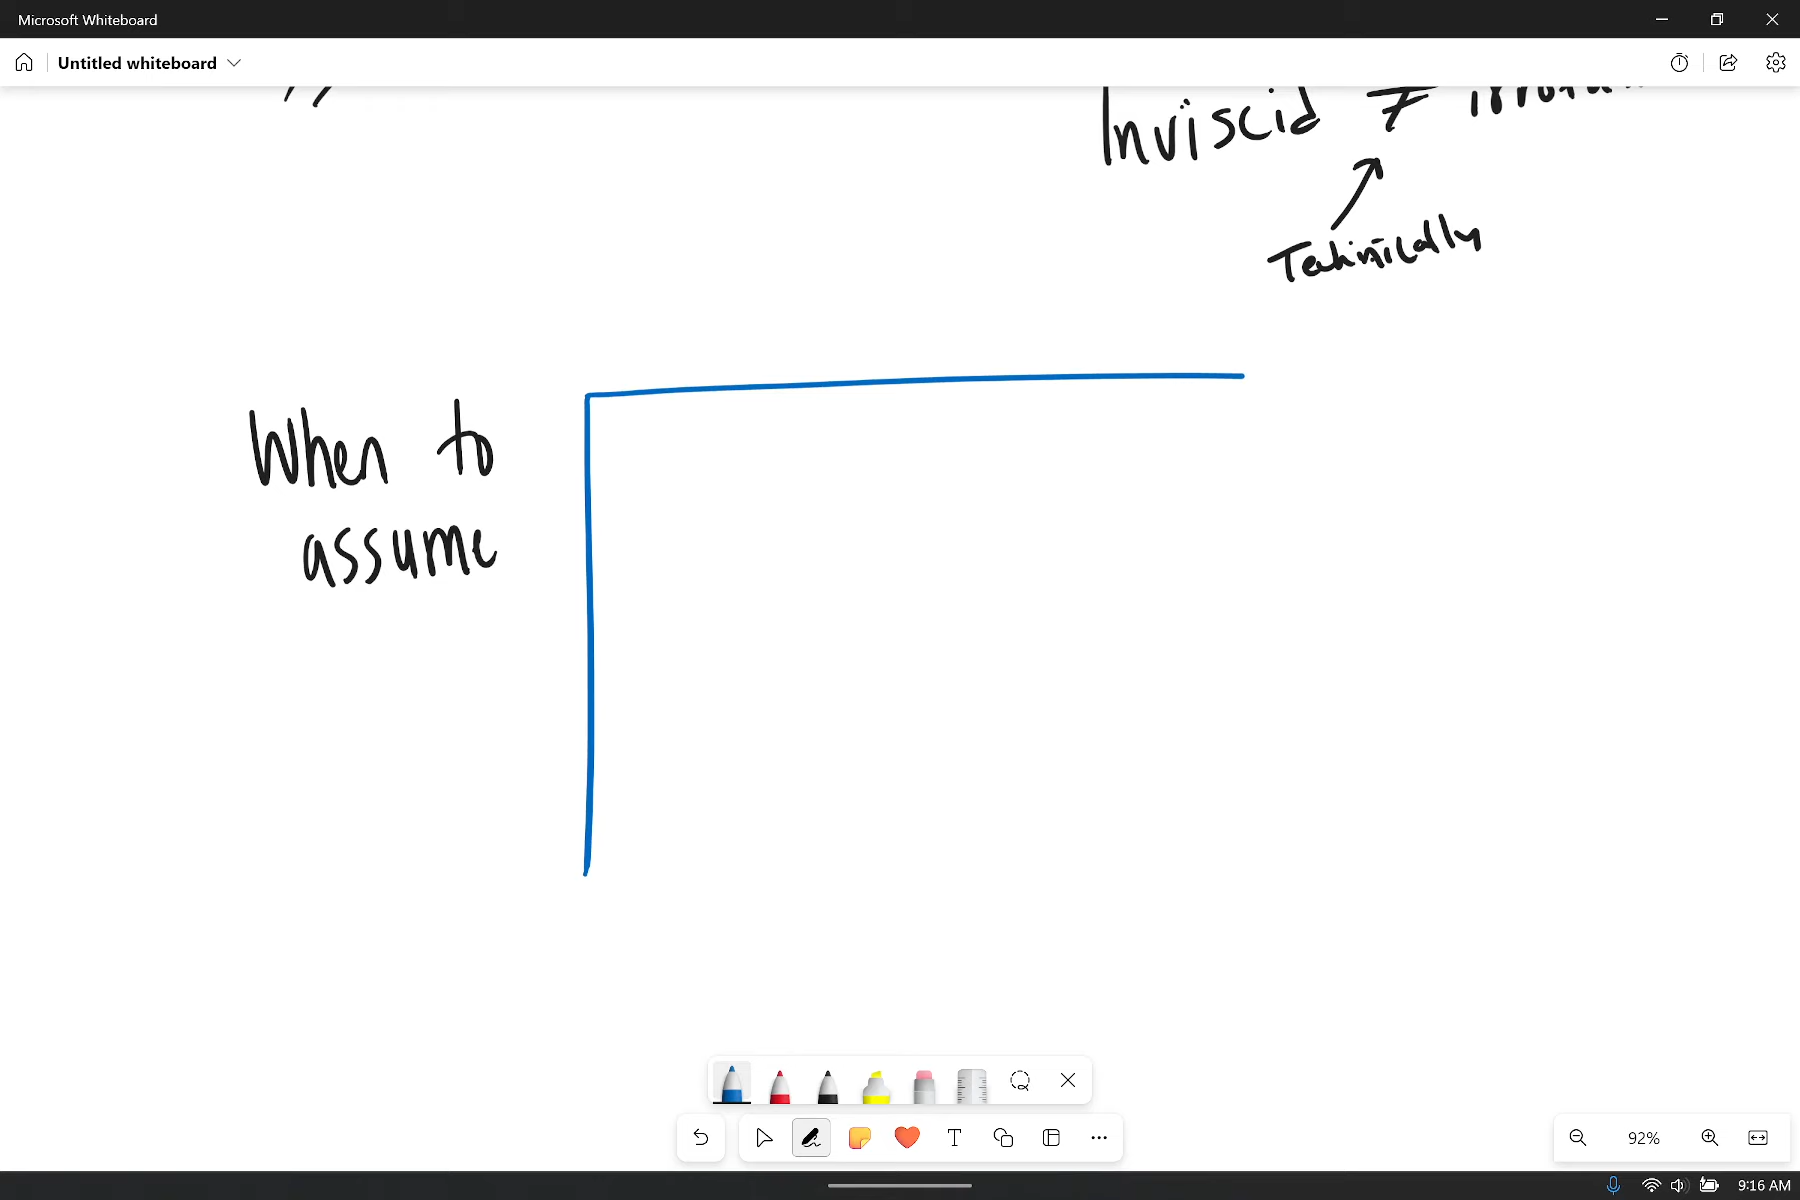 Microsoft Whiteboard
Untitled whiteboard
Inviscid ≠
Technically
When to
assume
T
92%
9:16 AM